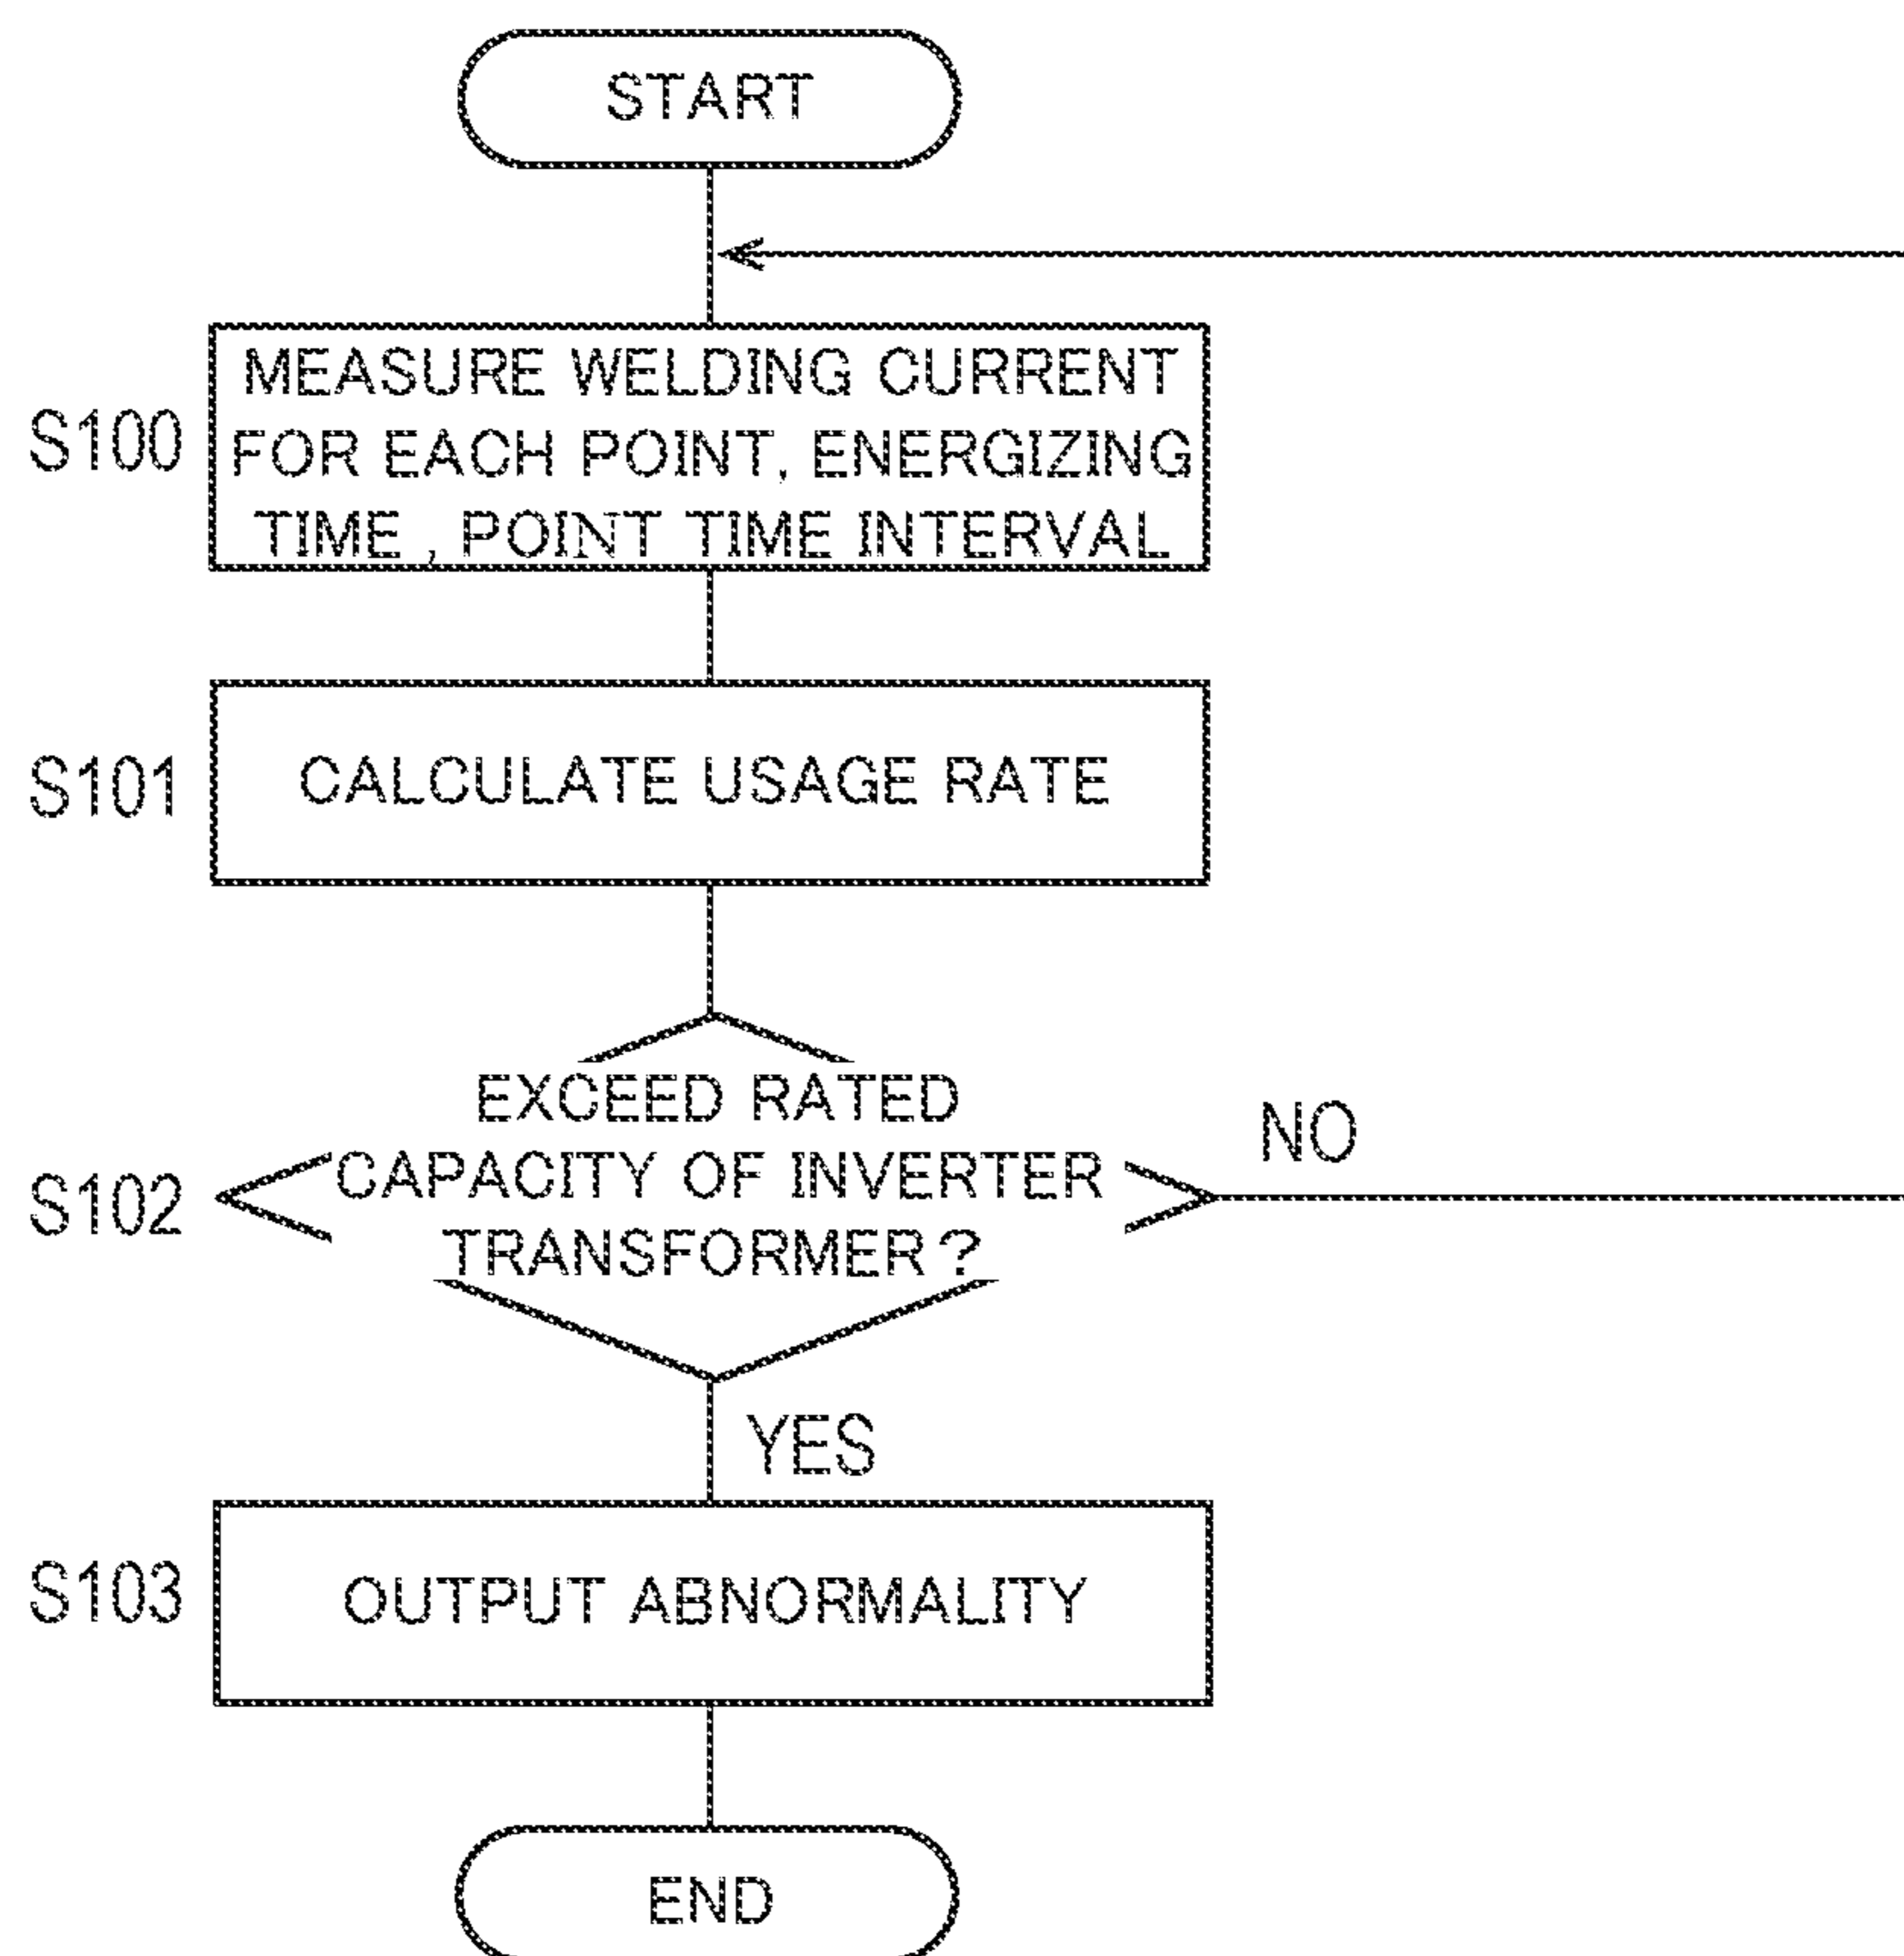 START
S100
MEASURE WELDING CURRENT
FOR EACH POINT, ENERGIZING
TIME , POINT TIME INTERVAL
S101
CALCULATE USAGE RATE
S102
EXCEED RATED
CAPACITY OF INVERTER
TRANSFORMER ?
NO
YES
S103
OUTPUT ABNORMALITY
END